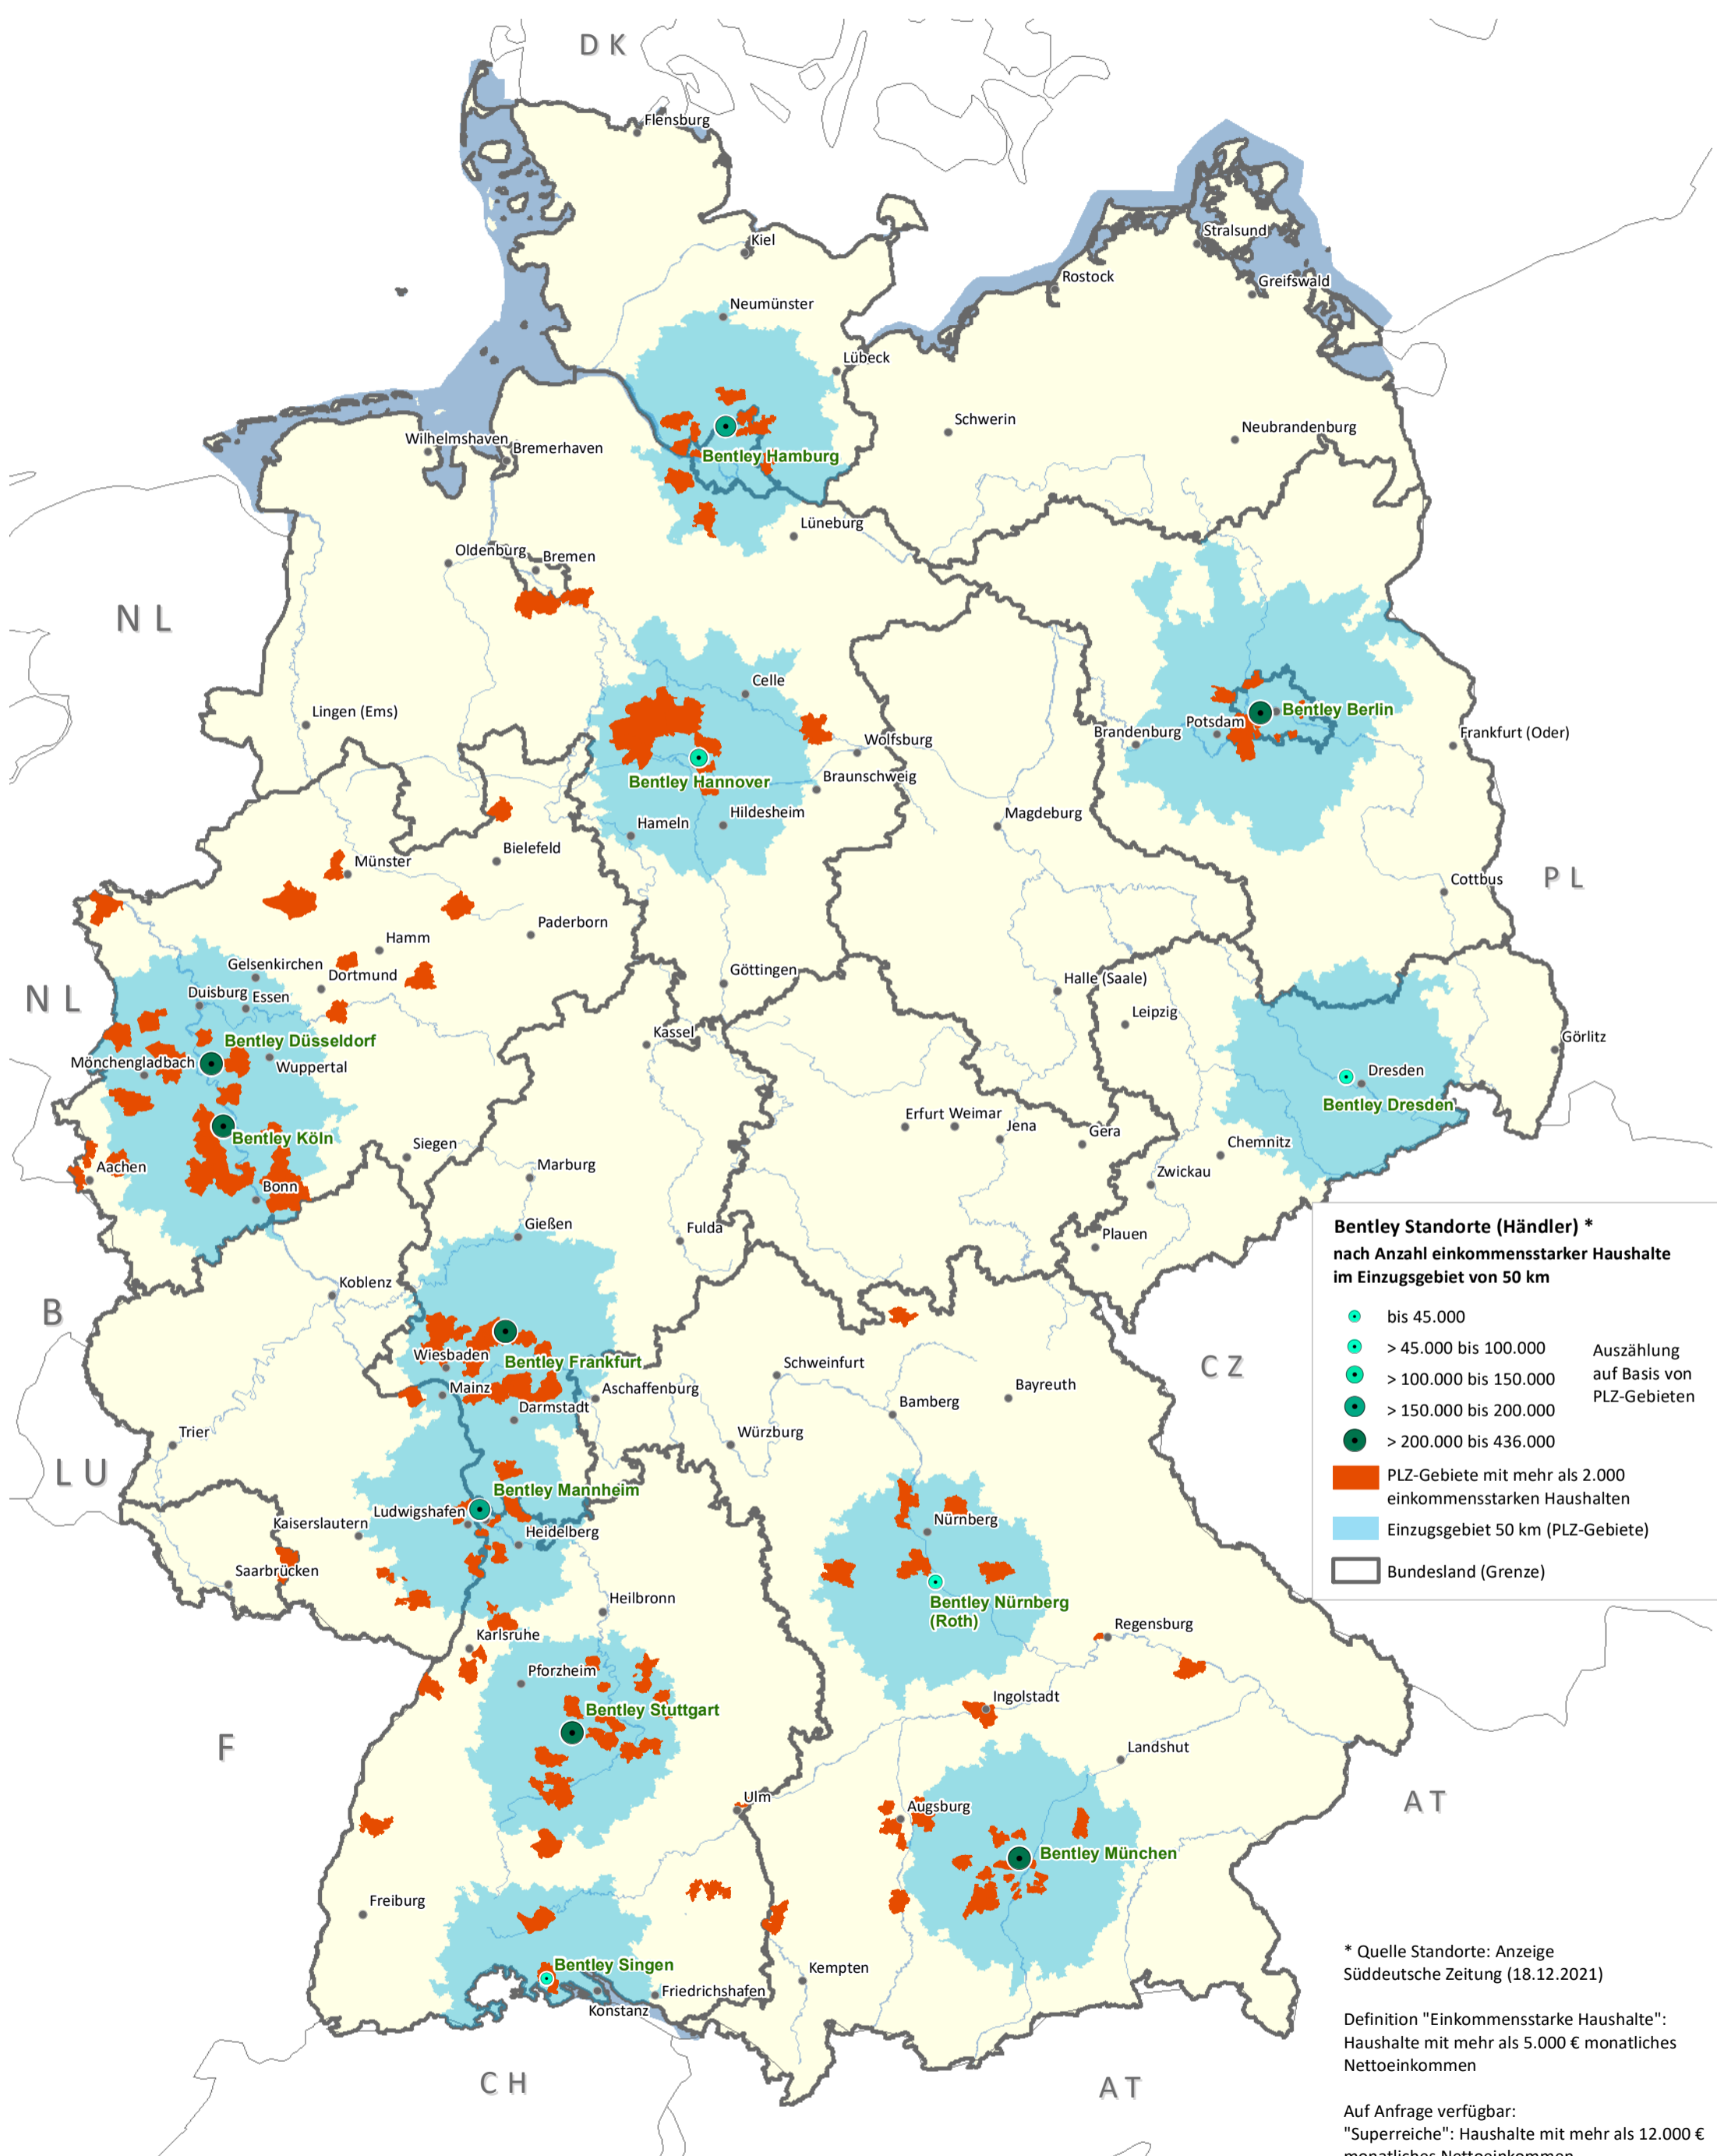 D K
Flensburg
Kiel
Stralsund
Rostock
Greifswald
Neumünster
Lübeck
Schwerin
Neubrandenburg
Wilhelmshaven
Bremerhaven
Bentley Hamburg
Lüneburg
Oldenburg
Bremen
N L
Celle
Lingen (Ems)
Potsdam
Bentley Berlin
Brandenburg
Frankfurt (Oder)
Wolfsburg
Bentley Hannover
Braunschweig
Hameln
Hildesheim
Magdeburg
Bielefeld
Münster
P L
Cottbus
Paderborn
Hamm
Gelsenkirchen
Dortmund
Göttingen
Halle (Saale)
N L
Duisburg
Essen
Leipzig
Kassel
Görlitz
Bentley Düsseldorf
Mönchengladbach
Wuppertal
Dresden
Bentley Dresden
Erfurt
Weimar
Jena
Gera
Bentley Köln
Siegen
Chemnitz
Aachen
Marburg
Zwickau
Bonn
Gießen
Fulda
Plauen
Koblenz
B
Bentley Standorte (Händler) *
nach Anzahl einkommensstarker Haushalte
im Einzugsgebiet von 50 km
bis 45.000
> 45.000 bis 100.000
> 100.000 bis 150.000
> 150.000 bis 200.000
> 200.000 bis 436.000
Auszählung
auf Basis von
PLZ-Gebieten
PLZ-Gebiete mit mehr als 2.000
einkommensstarken Haushalten
Einzugsgebiet 50 km (PLZ-Gebiete)
Bundesland (Grenze)
Wiesbaden
Bentley Frankfurt
Schweinfurt
C Z
Mainz
Aschaffenburg
Bayreuth
Darmstadt
Bamberg
Trier
Würzburg
L U
Bentley Mannheim
Ludwigshafen
Kaiserslautern
Heidelberg
Nürnberg
Saarbrücken
Heilbronn
Bentley Nürnberg
(Roth)
Karlsruhe
Regensburg
Pforzheim
Ingolstadt
Bentley Stuttgart
F
Landshut
Ulm
Augsburg
A T
Bentley München
Freiburg
Bentley Singen
Kempten
Friedrichshafen
Konstanz
C H
A T
* Quelle Standorte: Anzeige
Süddeutsche Zeitung (18.12.2021)
Definition "Einkommensstarke Haushalte":
Haushalte mit mehr als 5.000 € monatliches
Nettoeinkommen
Auf Anfrage verfügbar:
"Superreiche": Haushalte mit mehr als 12.000 €
monatliches Nettoeinkommen